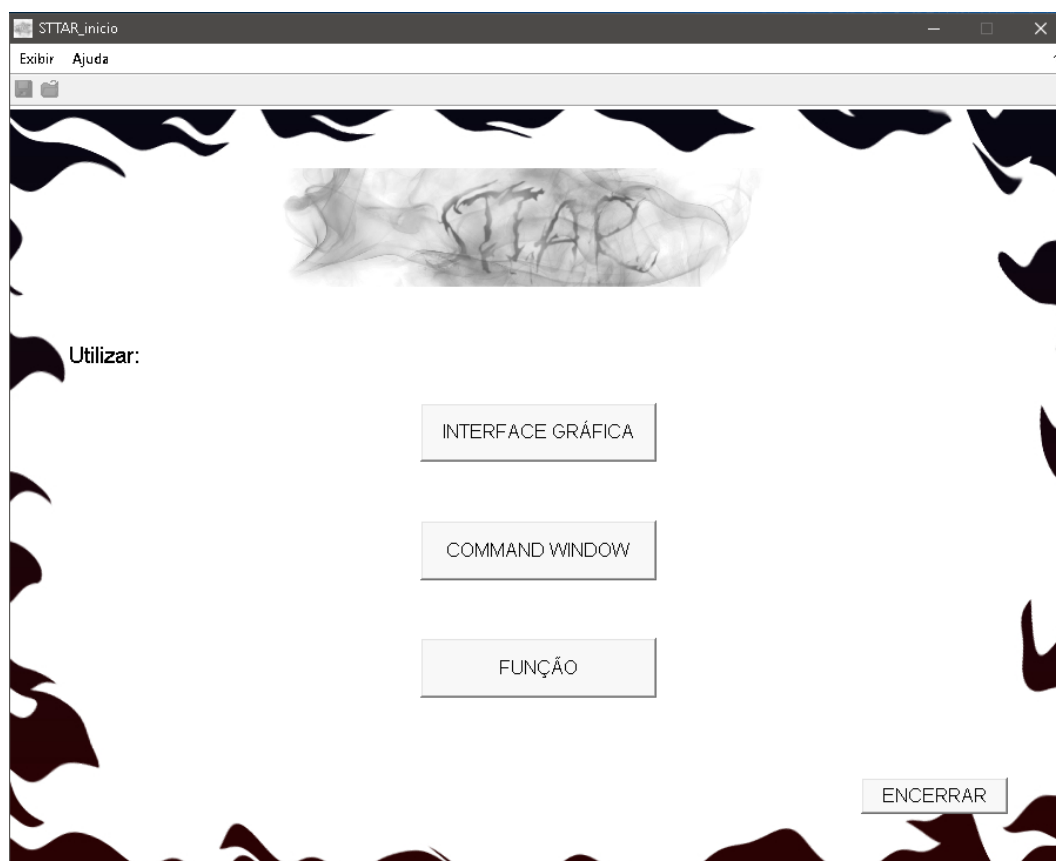 STTAR_inicio
Exibir Ajuda
STTAR
Utilizar:
INTERFACE GRÁFICA
COMMAND WINDOW
FUNÇÃO
ENCERRAR